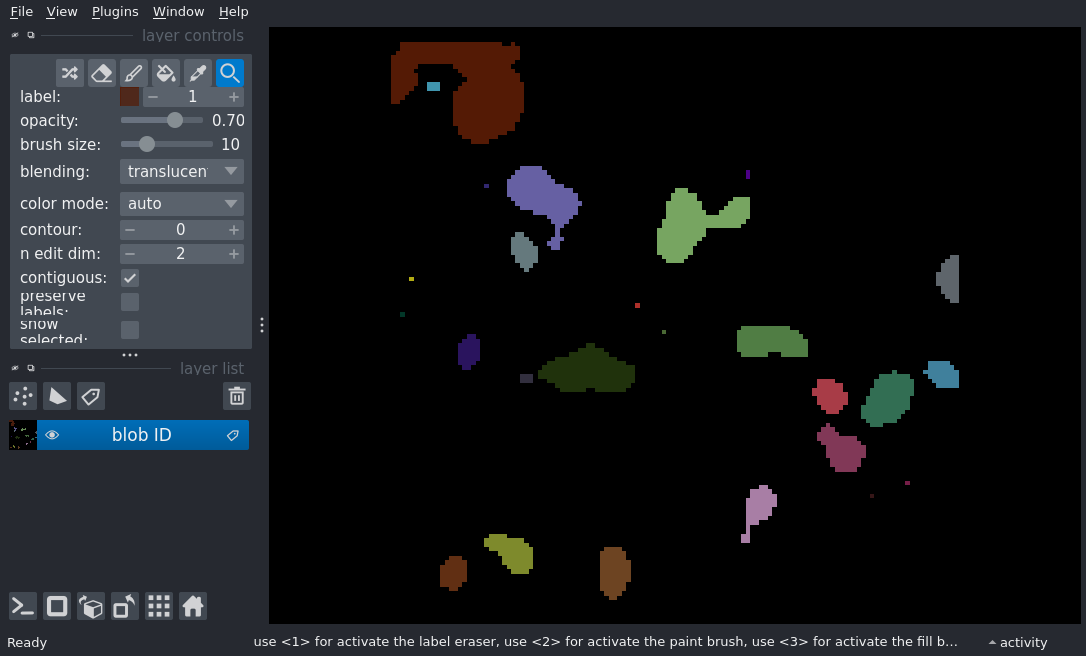 File View Plugins Window Help
layer controls
label: 1
opacity: 0.70
brush size: 10
blending: translucen
color mode: auto
contour: 0
n edit dim: 2
contiguous:
preserve
labels:
show
selected:
layer list
blob ID
Ready use <1> for activate the label eraser, use <2> for activate the paint brush, use <3> for activate the fill b... activity